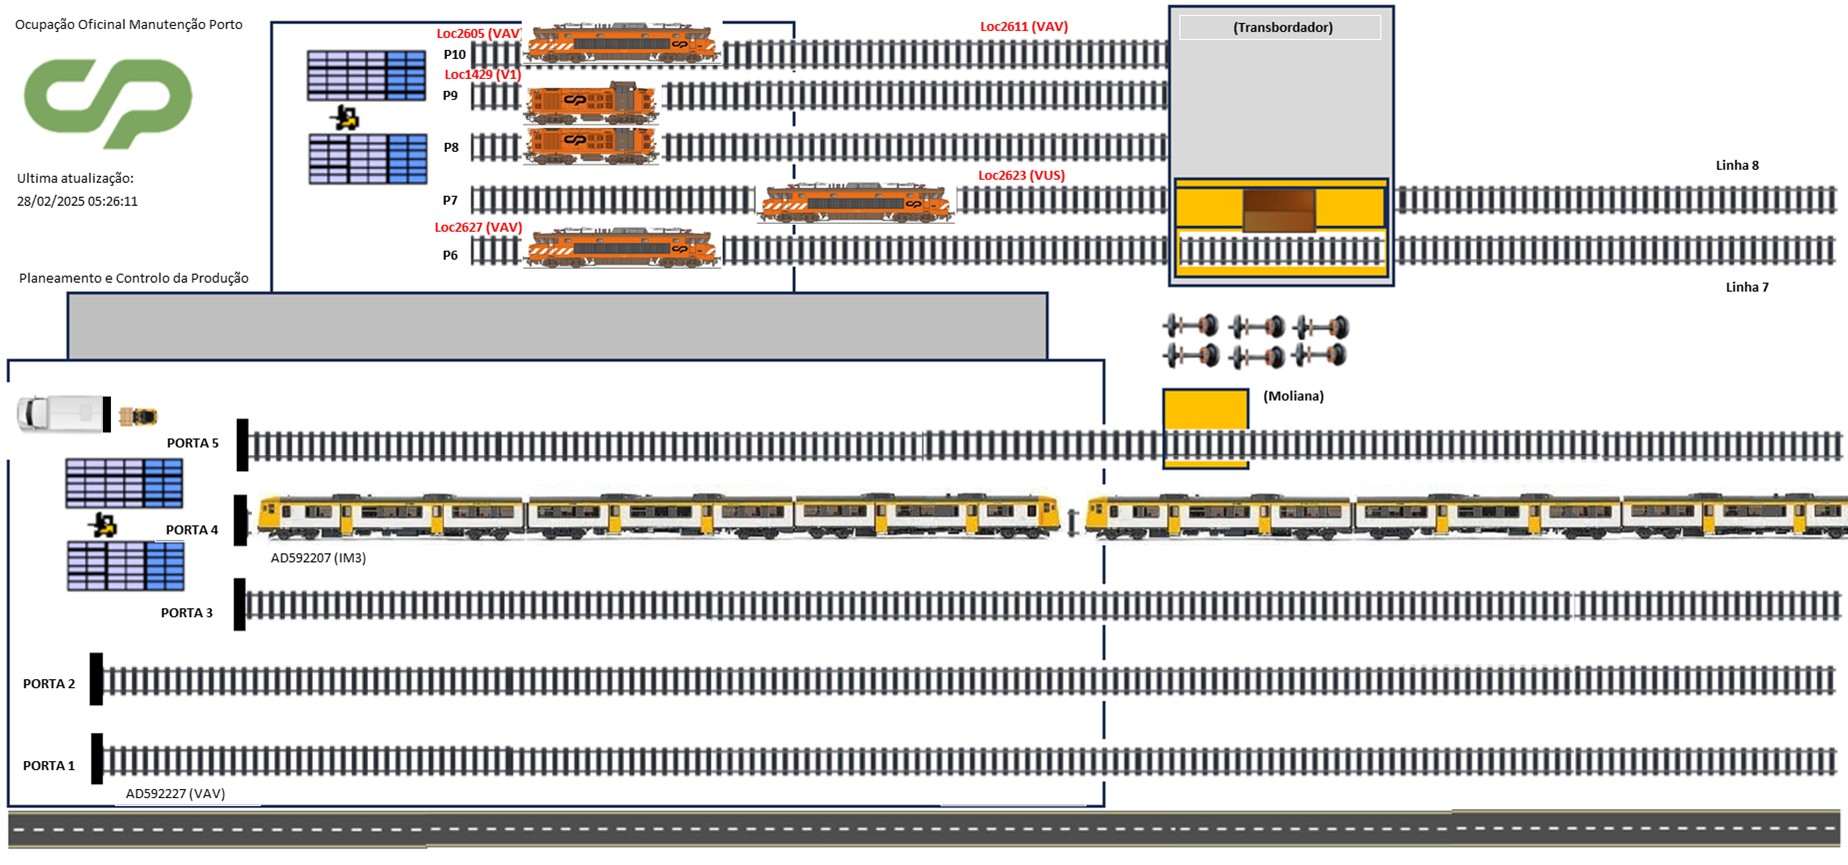 Ocupação Oficinal Manutenção Porto
Loc2605 (VAV)
Loc2611 (VAV)
(Transbordador)
P10
Loc1429 (V1)
P9
P8
Ultima atualização:
28/02/2025 05:26:11
Loc2623 (VUS)
Linha 8
P7
Loc2627 (VAV)
P6
Planeamento e Controlo da Produção
Linha 7
(Moliana)
PORTA 5
PORTA 4
AD592207 (IM3)
PORTA 3
PORTA 2
PORTA 1
AD592227 (VAV)